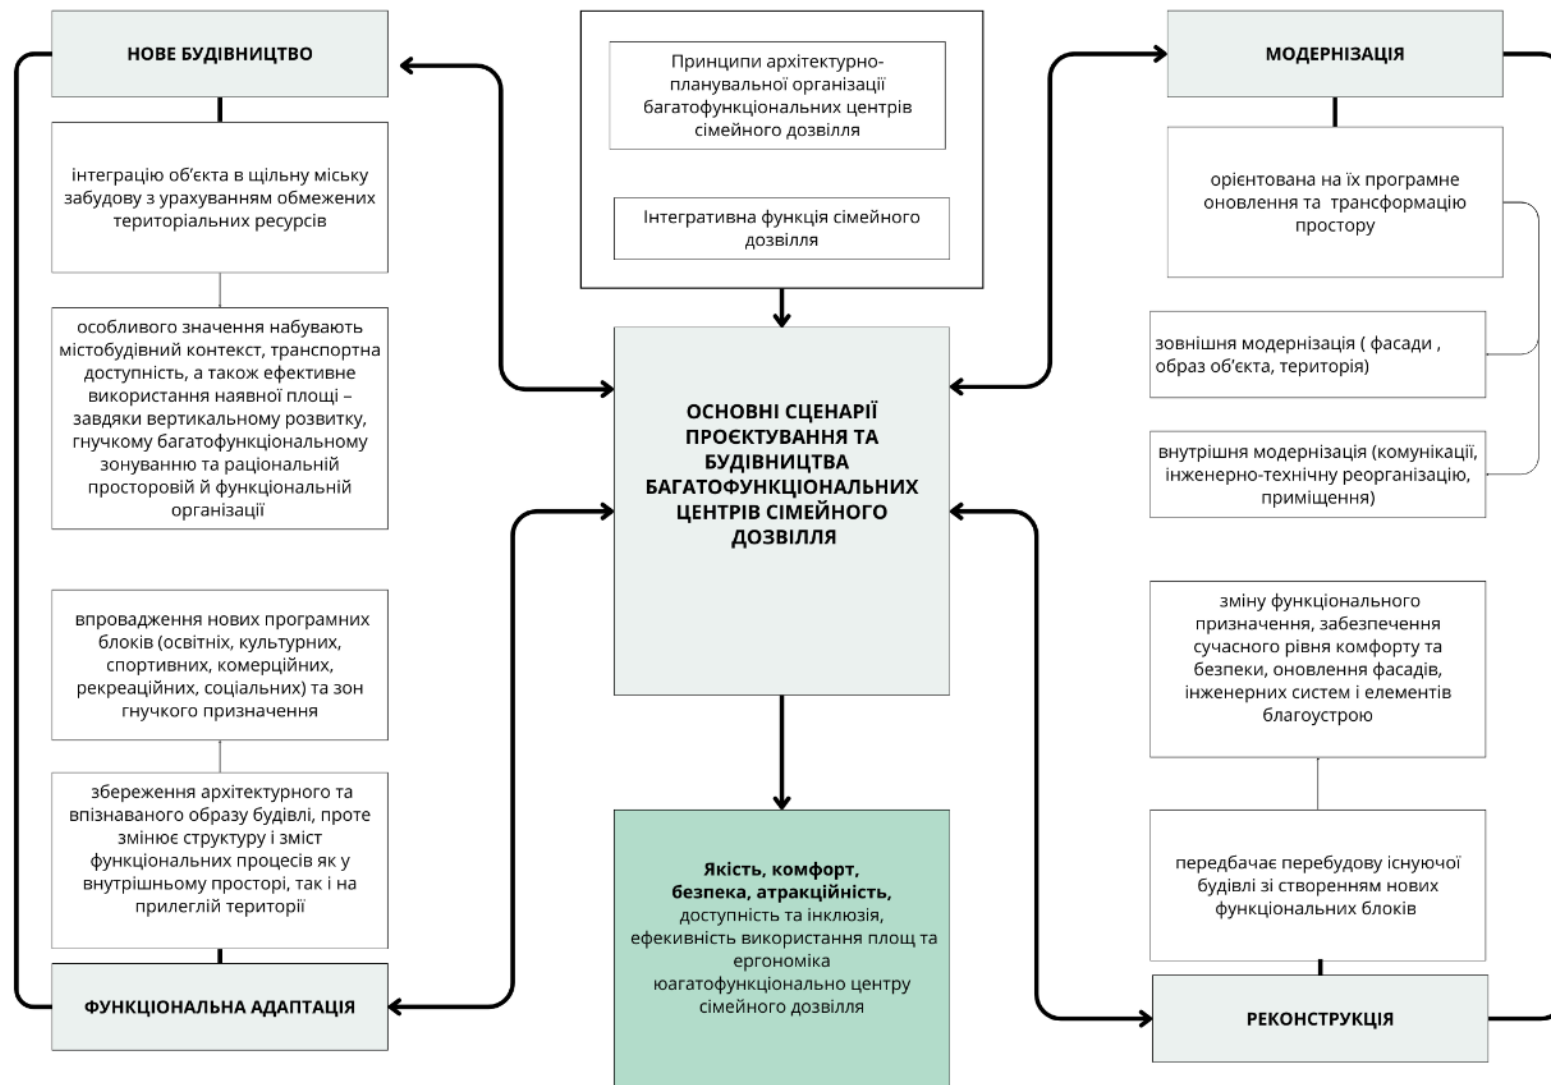 НОВЕ БУДІВНИЦТВО
інтеграцію об’єкта в щільну міську
забудову з урахуванням обмежених
територіальних ресурсів
особливого значення набувають
містобудівний контекст, транспортна
доступність, а також ефективне
використання наявної площі –
завдяки вертикальному розвитку,
гнучкому багатофункціональному
зонуванню та раціональній
просторовій й функціональній
організації
впровадження нових програмних
блоків (освітніх, культурних,
спортивних, комерційних,
рекреаційних, соціальних) та зон
гнучкого призначення
збереження архітектурного та
впізнаваного образу будівлі, проте
змінює структуру і зміст
функціональних процесів як у
внутрішньому просторі, так і на
прилеглій території
ФУНКЦІОНАЛЬНА АДАПТАЦІЯ
Принципи архітектурно-
планувальної організації
багатофункціональних центрів
сімейного дозвілля
Інтегративна функція сімейного
дозвілля
ОСНОВНІ СЦЕНАРІЇ
ПРОЄКТУВАННЯ ТА
БУДІВНИЦТВА
БАГАТОФУНКЦІОНАЛЬНИХ
ЦЕНТРІВ СІМЕЙНОГО
ДОЗВІЛЛЯ
Якість, комфорт,
безпека, атракційність,
доступність та інклюзія,
ефекивність використання площ та
ергономіка
юагатофункціонально центру
сімейного дозвілля
МОДЕРНІЗАЦІЯ
орієнтована на їх програмне
оновлення та трансформацію
простору
зовнішня модернізація ( фасади ,
образ об’єкта, територія)
внутрішня модернізація (комунікації,
інженерно-технічну реорганізацію,
приміщення)
зміну функціонального
призначення, забезпечення
сучасного рівня комфорту та
безпеки, оновлення фасадів,
інженерних систем і елементів
благоустрою
передбачає перебудову існуючої
будівлі зі створенням нових
функціональних блоків
РЕКОНСТРУКЦІЯ